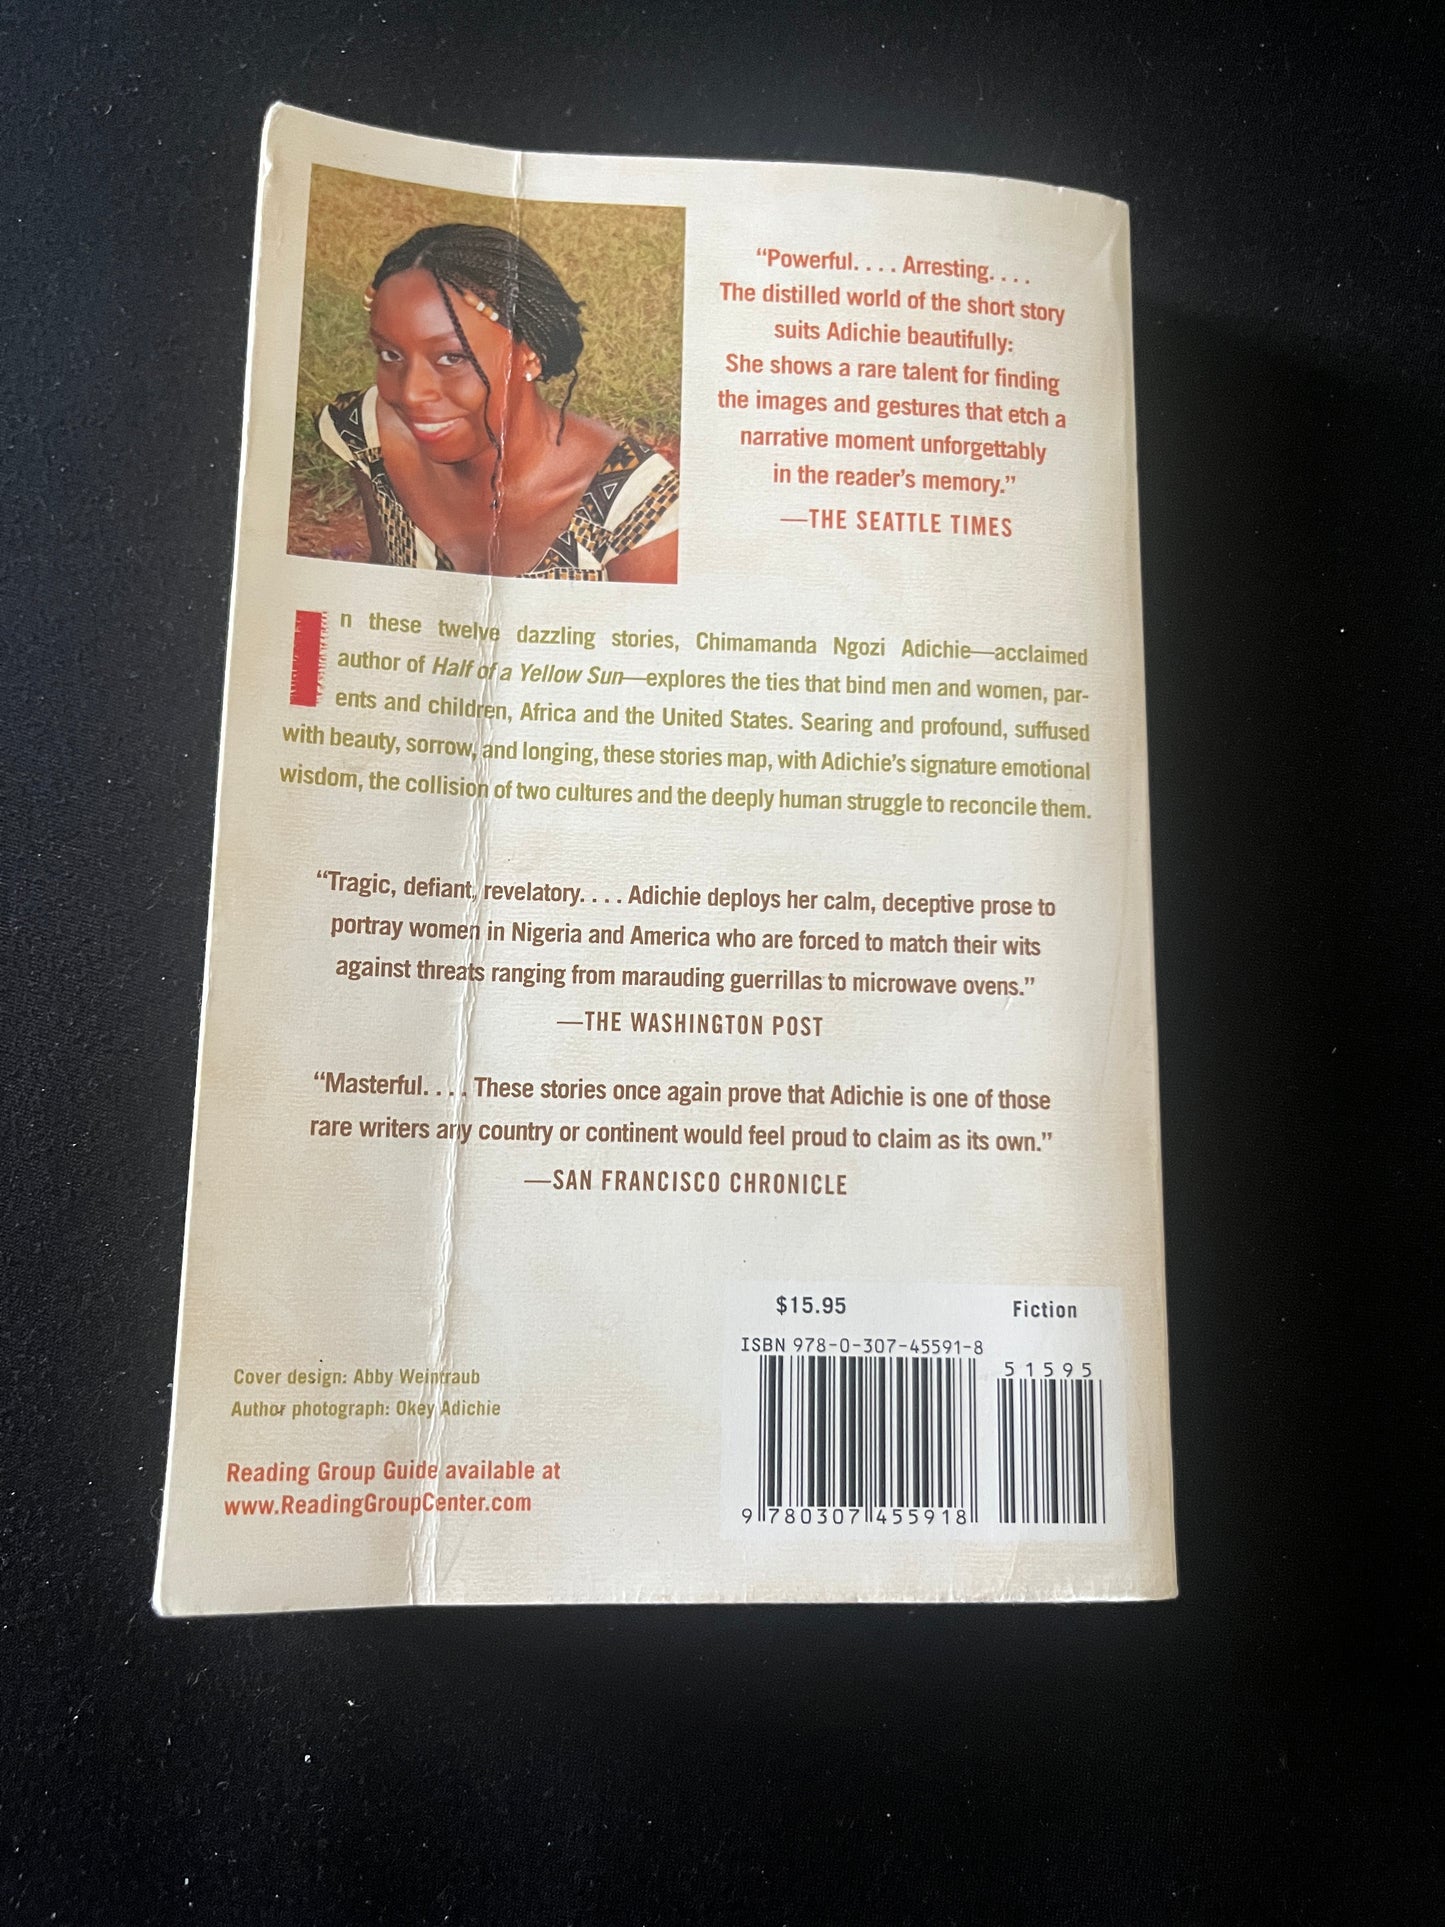 “Powerful. . . . Arresting. . . .
The distilled world of the short story
suits Adichie beautifully:
She shows a rare talent for finding
the images and gestures that etch a
narrative moment unforgettably
in the reader’s memory.”
—THE SEATTLE TIMES
In these twelve dazzling stories, Chimamanda Ngozi Adichie—acclaimed
author of Half of a Yellow Sun—explores the ties that bind men and women, par-
ents and children, Africa and the United States. Searing and profound, suffused
with beauty, sorrow, and longing, these stories map, with Adichie’s signature emotional
wisdom, the collision of two cultures and the deeply human struggle to reconcile them.
“Tragic, defiant, revelatory. . . . Adichie deploys her calm, deceptive prose to
portray women in Nigeria and America who are forced to match their wits
against threats ranging from marauding guerrillas to microwave ovens.”
—THE WASHINGTON POST
“Masterful. . . . These stories once again prove that Adichie is one of those
rare writers any country or continent would feel proud to claim as its own.”
—SAN FRANCISCO CHRONICLE
$15.95 Fiction
ISBN 978-0-307-45591-8
51595
9 780307 455918
Cover design: Abby Weintraub
Author photograph: Okey Adichie
Reading Group Guide available at
www.ReadingGroupCenter.com